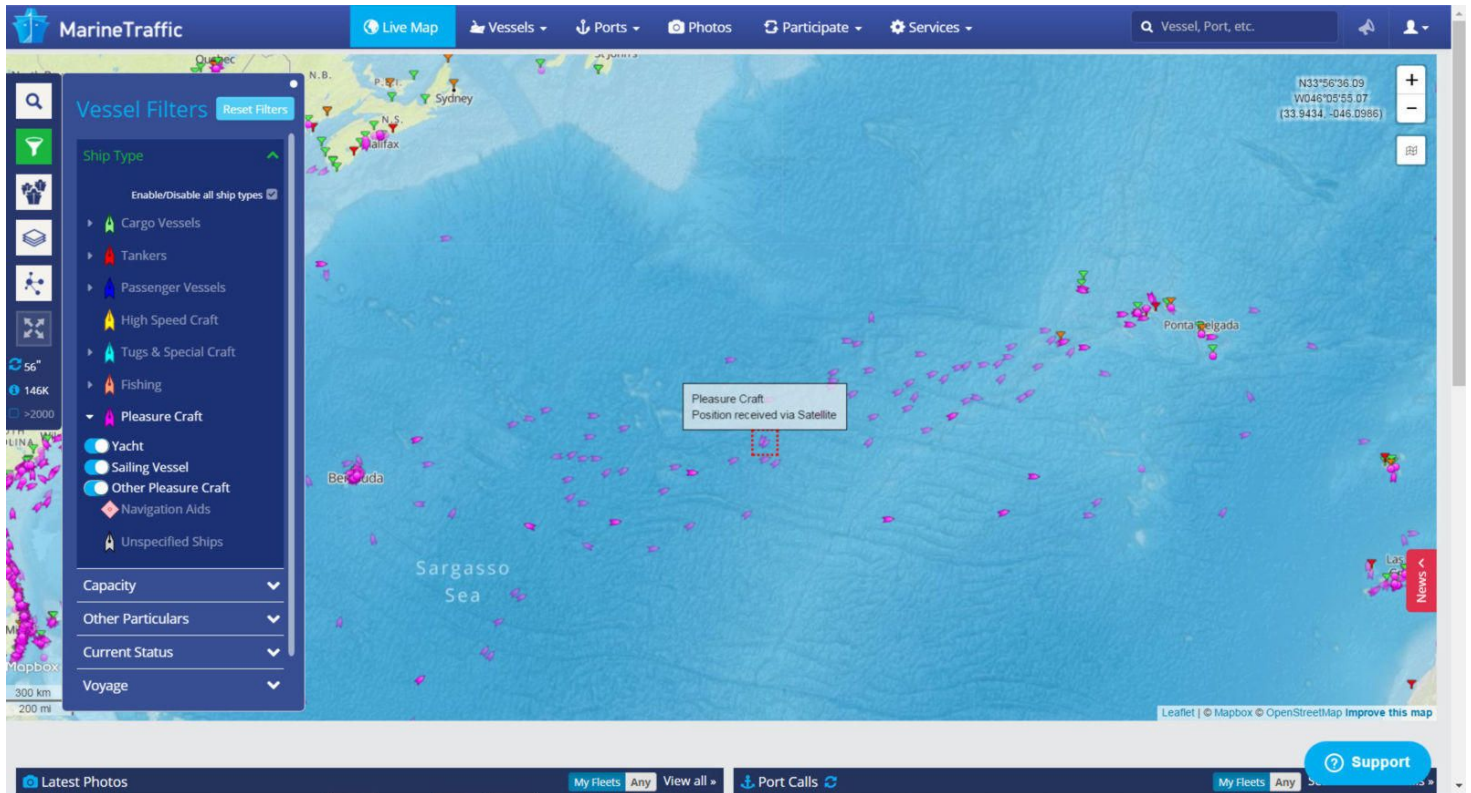 MarineTraffic
Live Map
Vessels
Ports
Photos
Participate
Services
Vessel, Port, etc.
Quebec
N.B.
P.E.I.
Sydney
N.S.
Halifax
N33°56'36.09
W046°05'55.07
(33.9434, -046.0986)
+
−
Vessel Filters
Reset Filters
Ship Type
Enable/Disable all ship types
Cargo Vessels
Tankers
Passenger Vessels
High Speed Craft
Tugs & Special Craft
Fishing
Pleasure Craft
Yacht
Sailing Vessel
Other Pleasure Craft
Navigation Aids
Unspecified Ships
Capacity
Other Particulars
Current Status
Voyage
56"
146K
>2000
Mapbox
300 km
200 mi
Ponta Delgada
Pleasure Craft
Position received via Satellite
Bermuda
Sargasso
Sea
Las
News
Leaflet | © Mapbox © OpenStreetMap Improve this map
Support
Latest Photos
My Fleets
Any
View all »
Port Calls
My Fleets
Any